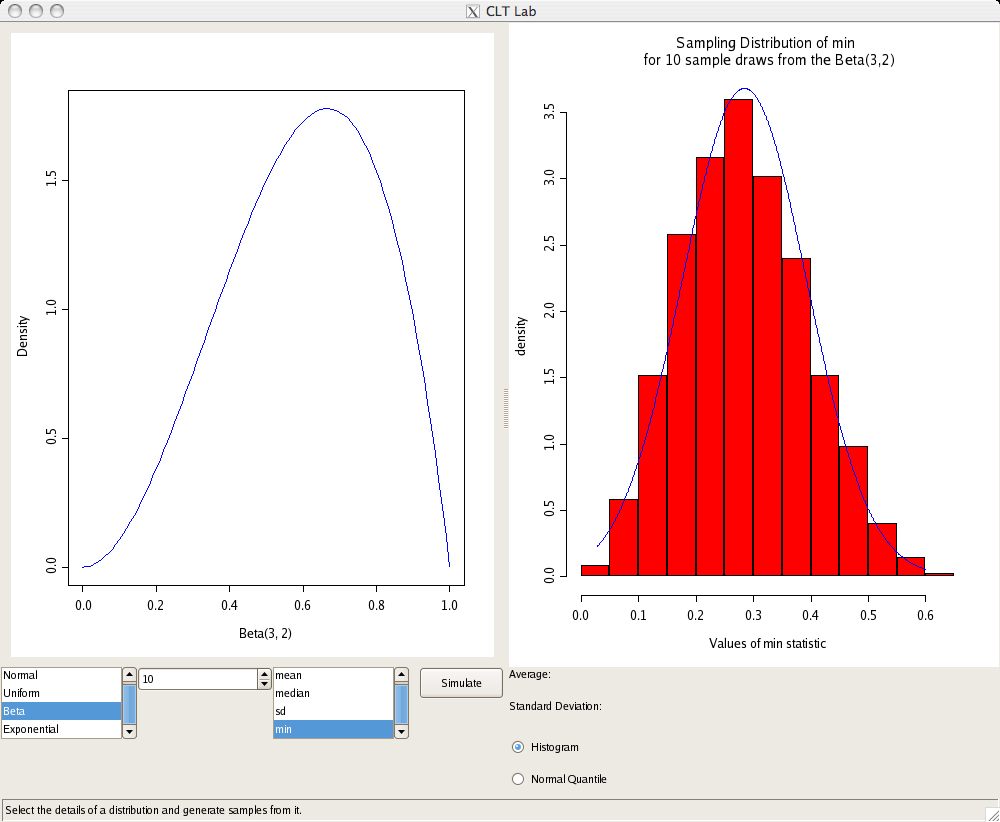 CLT Lab
Density
0.0
0.5
1.0
1.5
0.0 0.2 0.4 0.6 0.8 1.0
Beta(3, 2)
Sampling Distribution of min
for 10 sample draws from the Beta(3,2)
density
0.0
0.5
1.0
1.5
2.0
2.5
3.0
3.5
0.0 0.1 0.2 0.3 0.4 0.5 0.6
Values of min statistic
Normal
Uniform
Beta
Exponential
10
mean
median
sd
min
Simulate
Average:
Standard Deviation:
Histogram
Normal Quantile
Select the details of a distribution and generate samples from it.